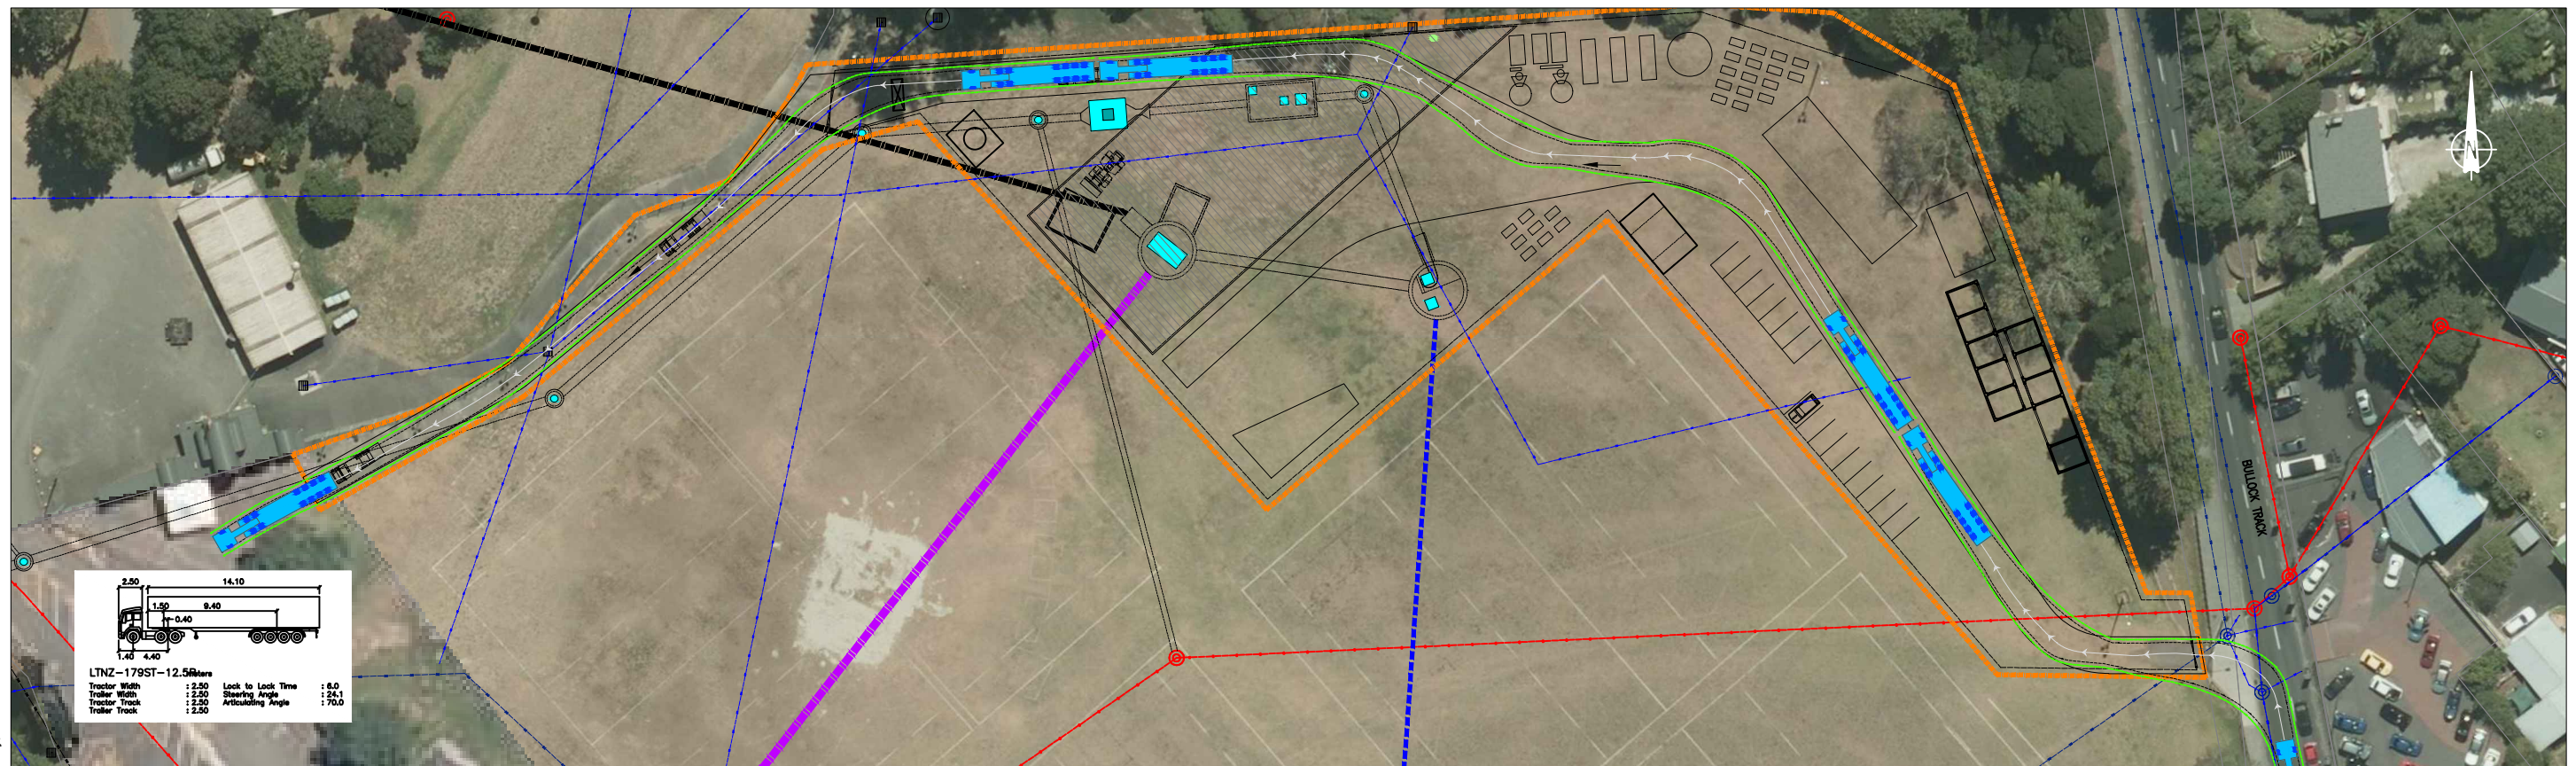 N
BULLOCK TRACK
2.50 14.10
1.50 9.40
0.40
1.40 4.40
LTNZ-179ST-12.5R
meters
Tractor Width : 2.50 Lock to Lock Time : 6.0
Trailer Width : 2.50 Steering Angle : 24.1
Tractor Track : 2.50 Articulating Angle : 70.0
Trailer Track : 2.50